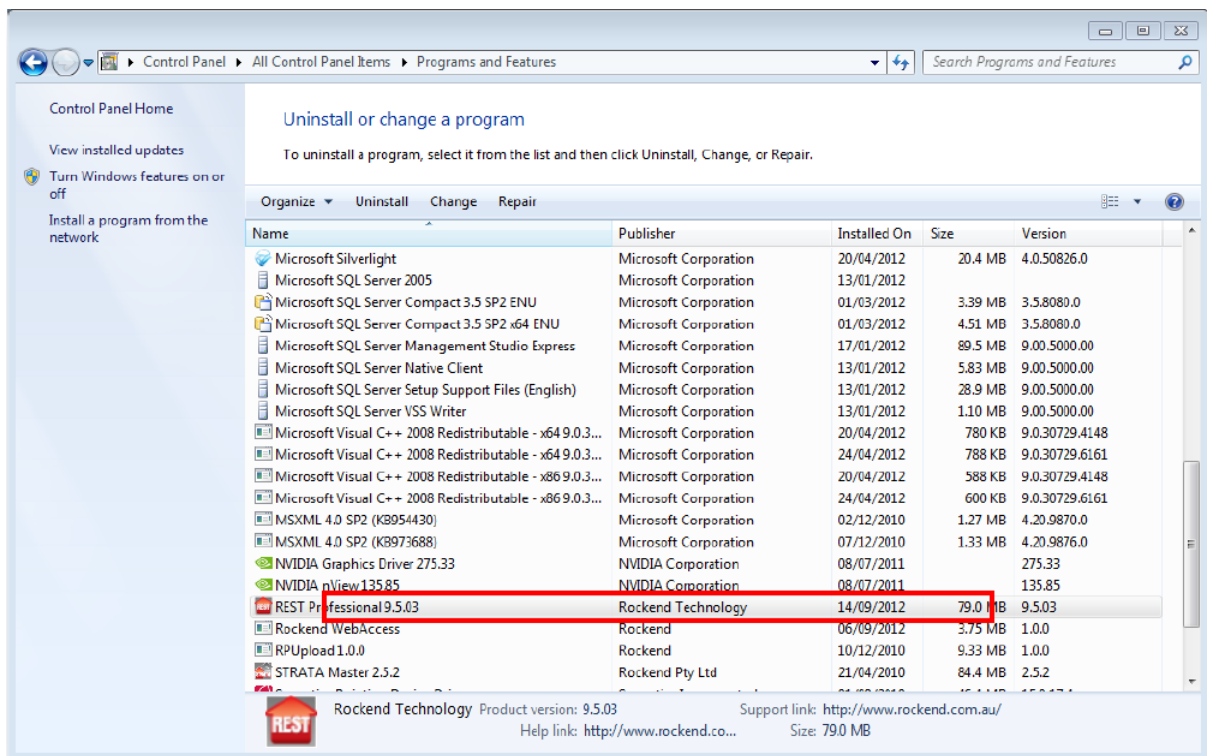 Control Panel ▸ All Control Panel Items ▸ Programs and Features
Search Programs and Features
Control Panel Home
View installed updates
Turn Windows features on or
off
Install a program from the
network
Uninstall or change a program
To uninstall a program, select it from the list and then click Uninstall, Change, or Repair.
Organize Uninstall Change Repair
Name Publisher Installed On Size Version
Microsoft Silverlight Microsoft Corporation 20/04/2012 20.4 MB 4.0.50826.0
Microsoft SQL Server 2005 Microsoft Corporation 13/01/2012
Microsoft SQL Server Compact 3.5 SP2 ENU Microsoft Corporation 01/03/2012 3.39 MB 3.5.8080.0
Microsoft SQL Server Compact 3.5 SP2 x64 ENU Microsoft Corporation 01/03/2012 4.51 MB 3.5.8080.0
Microsoft SQL Server Management Studio Express Microsoft Corporation 17/01/2012 89.5 MB 9.00.5000.00
Microsoft SQL Server Native Client Microsoft Corporation 13/01/2012 5.83 MB 9.00.5000.00
Microsoft SQL Server Setup Support Files (English) Microsoft Corporation 13/01/2012 28.9 MB 9.00.5000.00
Microsoft SQL Server VSS Writer Microsoft Corporation 13/01/2012 1.10 MB 9.00.5000.00
Microsoft Visual C++ 2008 Redistributable - x64 9.0.3... Microsoft Corporation 20/04/2012 780 KB 9.0.30729.4148
Microsoft Visual C++ 2008 Redistributable - x64 9.0.3... Microsoft Corporation 24/04/2012 788 KB 9.0.30729.6161
Microsoft Visual C++ 2008 Redistributable - x86 9.0.3... Microsoft Corporation 20/04/2012 588 KB 9.0.30729.4148
Microsoft Visual C++ 2008 Redistributable - x86 9.0.3... Microsoft Corporation 24/04/2012 600 KB 9.0.30729.6161
MSXML 4.0 SP2 (KB954430) Microsoft Corporation 02/12/2010 1.27 MB 4.20.9870.0
MSXML 4.0 SP2 (KB973688) Microsoft Corporation 07/12/2010 1.33 MB 4.20.9876.0
NVIDIA Graphics Driver 275.33 NVIDIA Corporation 08/07/2011 275.33
NVIDIA nView 135.85 NVIDIA Corporation 08/07/2011 135.85
REST Professional 9.5.03 Rockend Technology 14/09/2012 79.0 MB 9.5.03
Rockend WebAccess Rockend 06/09/2012 3.75 MB 1.0.0
RPUpload 1.0.0 Rockend 10/12/2010 9.33 MB 1.0.0
STRATA Master 2.5.2 Rockend Pty Ltd 21/04/2010 84.4 MB 2.5.2
REST
Rockend Technology Product version: 9.5.03 Support link: http://www.rockend.com.au/
Help link: http://www.rockend.co... Size: 79.0 MB